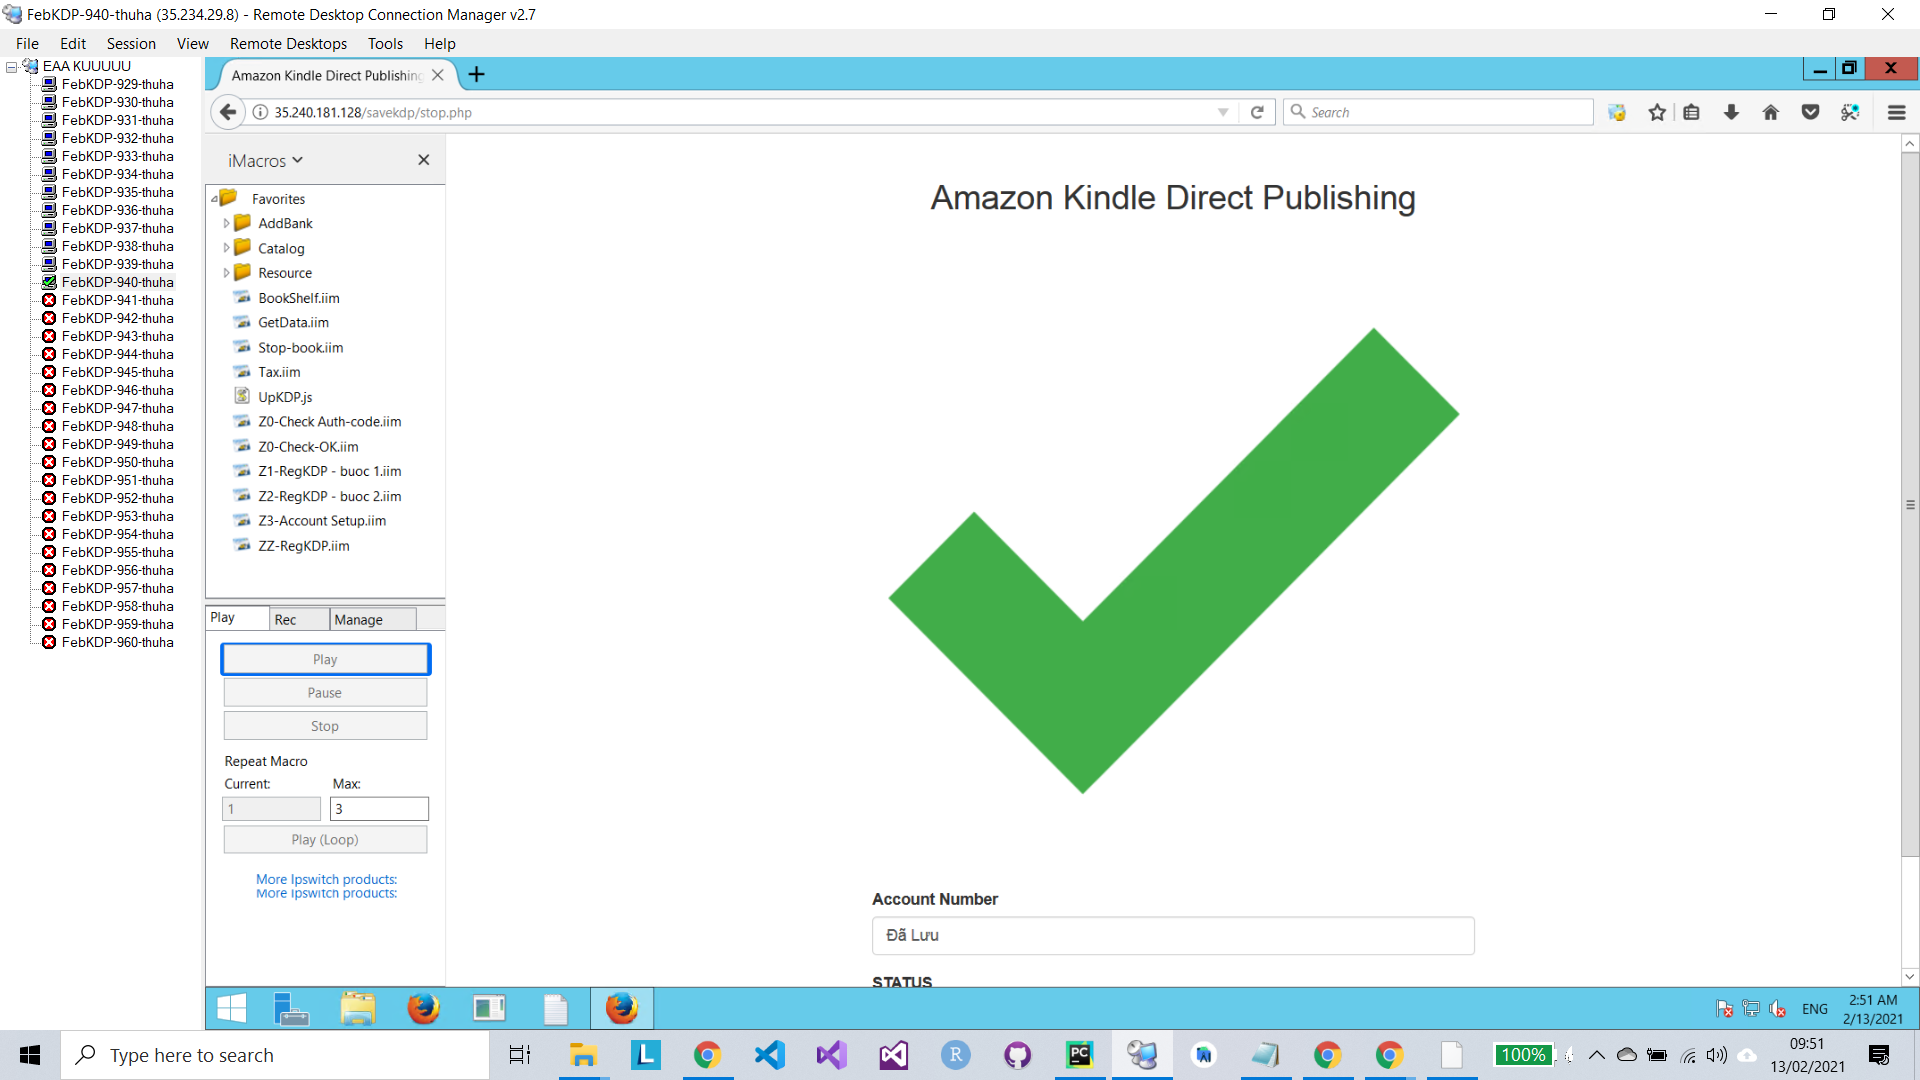 FebKDP-940-thuha (35.234.29.8) - Remote Desktop Connection Manager v2.7
File Edit Session View Remote Desktops Tools Help
EAA KUUUUU
FebKDP-929-thuha
FebKDP-930-thuha
FebKDP-931-thuha
FebKDP-932-thuha
FebKDP-933-thuha
FebKDP-934-thuha
FebKDP-935-thuha
FebKDP-936-thuha
FebKDP-937-thuha
FebKDP-938-thuha
FebKDP-939-thuha
FebKDP-940-thuha
FebKDP-941-thuha
FebKDP-942-thuha
FebKDP-943-thuha
FebKDP-944-thuha
FebKDP-945-thuha
FebKDP-946-thuha
FebKDP-947-thuha
FebKDP-948-thuha
FebKDP-949-thuha
FebKDP-950-thuha
FebKDP-951-thuha
FebKDP-952-thuha
FebKDP-953-thuha
FebKDP-954-thuha
FebKDP-955-thuha
FebKDP-956-thuha
FebKDP-957-thuha
FebKDP-958-thuha
FebKDP-959-thuha
FebKDP-960-thuha
Amazon Kindle Direct Publishing
35.240.181.128/savekdp/stop.php
Search
iMacros
Favorites
AddBank
Catalog
Resource
BookShelf.iim
GetData.iim
Stop-book.iim
Tax.iim
UpKDP.js
Z0-Check Auth-code.iim
Z0-Check-OK.iim
Z1-RegKDP - buoc 1.iim
Z2-RegKDP - buoc 2.iim
Z3-Account Setup.iim
ZZ-RegKDP.iim
Play Rec Manage
Play
Pause
Stop
Repeat Macro
Current: Max:
1 3
Play (Loop)
More Ipswitch products:
More Ipswitch products:
Amazon Kindle Direct Publishing
Account Number
Đã Lưu
STATUS
ENG
2:51 AM
2/13/2021
Type here to search
100%
09:51
13/02/2021